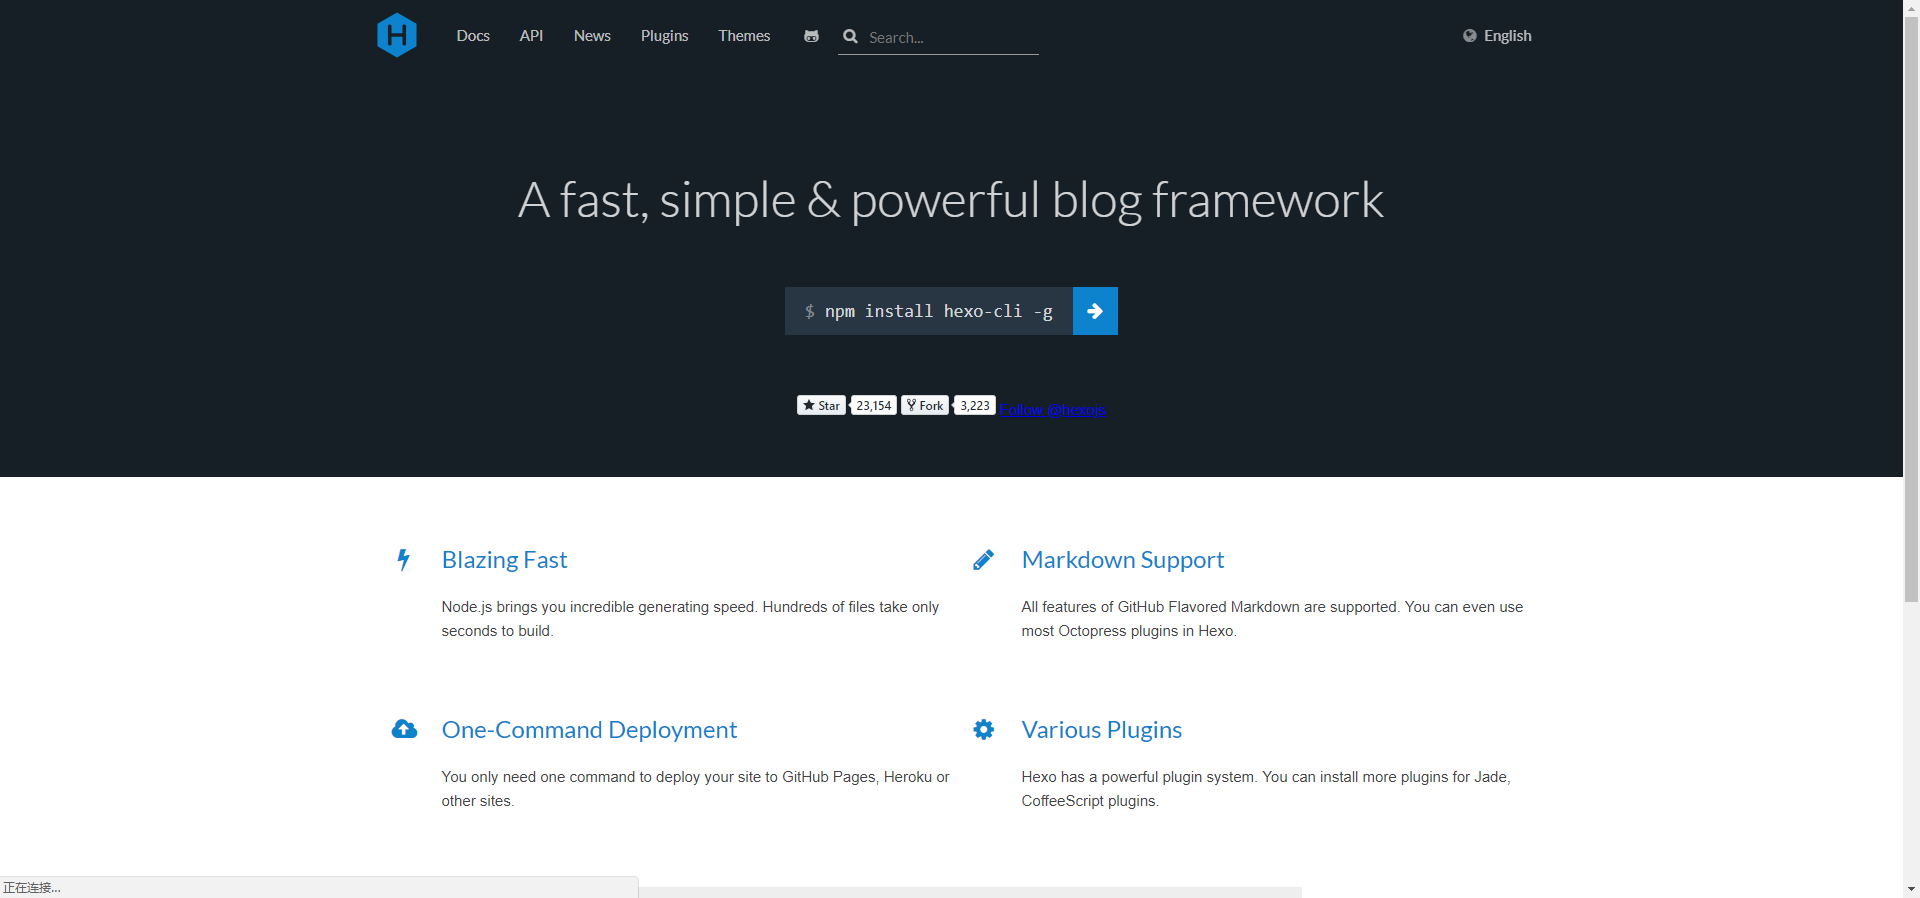 H
Docs API News Plugins Themes Search... English
A fast, simple & powerful blog framework
$ npm install hexo-cli -g
Star 23,154 Fork 3,223 Follow @hexojs
Blazing Fast
Node.js brings you incredible generating speed. Hundreds of files take only
seconds to build.
Markdown Support
All features of GitHub Flavored Markdown are supported. You can even use
most Octopress plugins in Hexo.
One-Command Deployment
You only need one command to deploy your site to GitHub Pages, Heroku or
other sites.
Various Plugins
Hexo has a powerful plugin system. You can install more plugins for Jade,
CoffeeScript plugins.
正在连接...